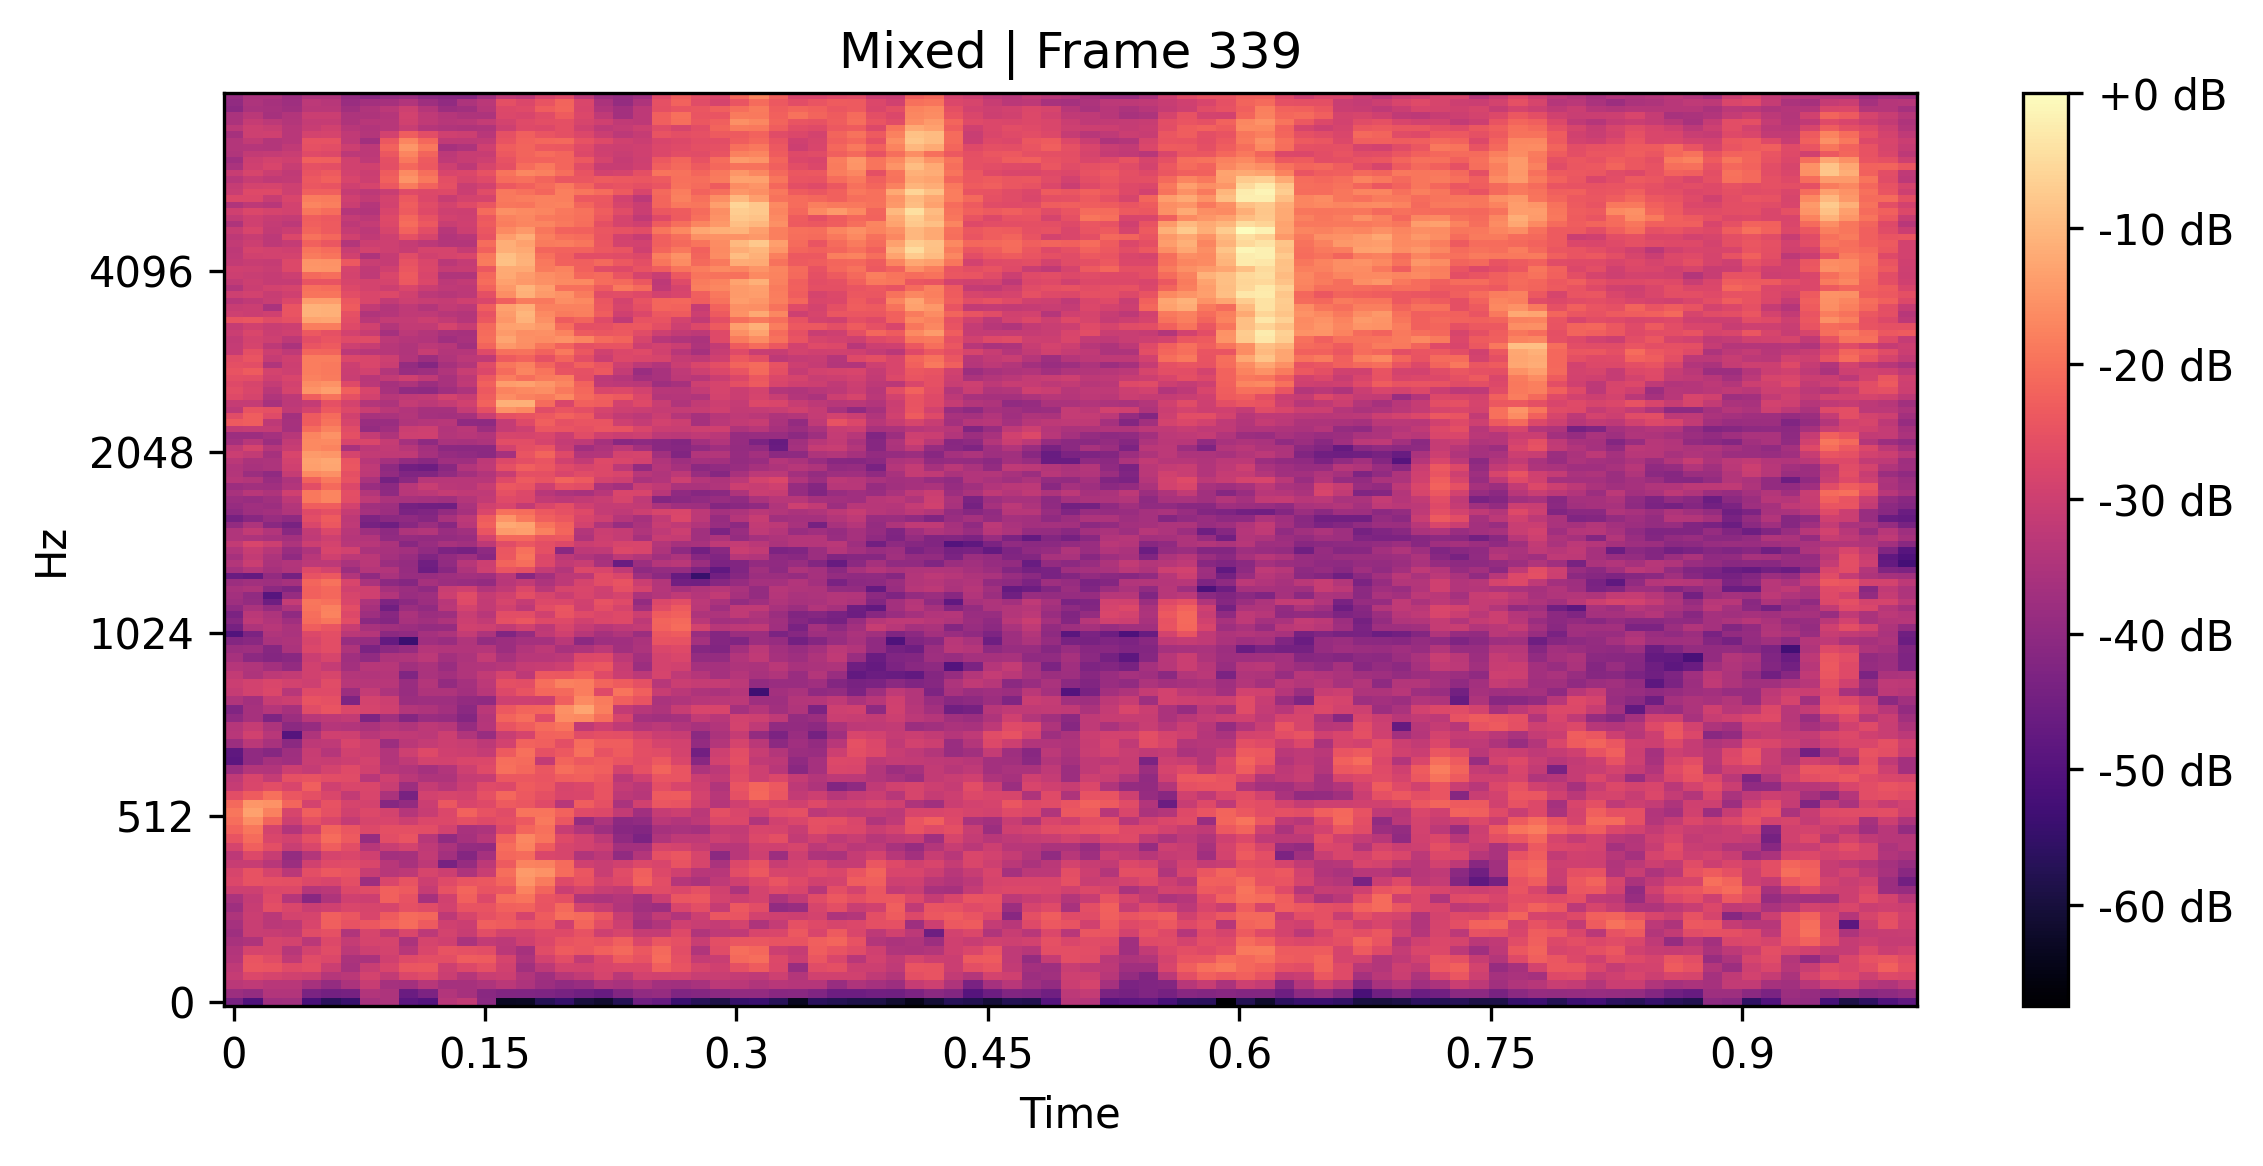 Mixed | Frame 339
Hz
4096
2048
1024
512
0
0 0.15 0.3 0.45 0.6 0.75 0.9
Time
+0 dB
-10 dB
-20 dB
-30 dB
-40 dB
-50 dB
-60 dB